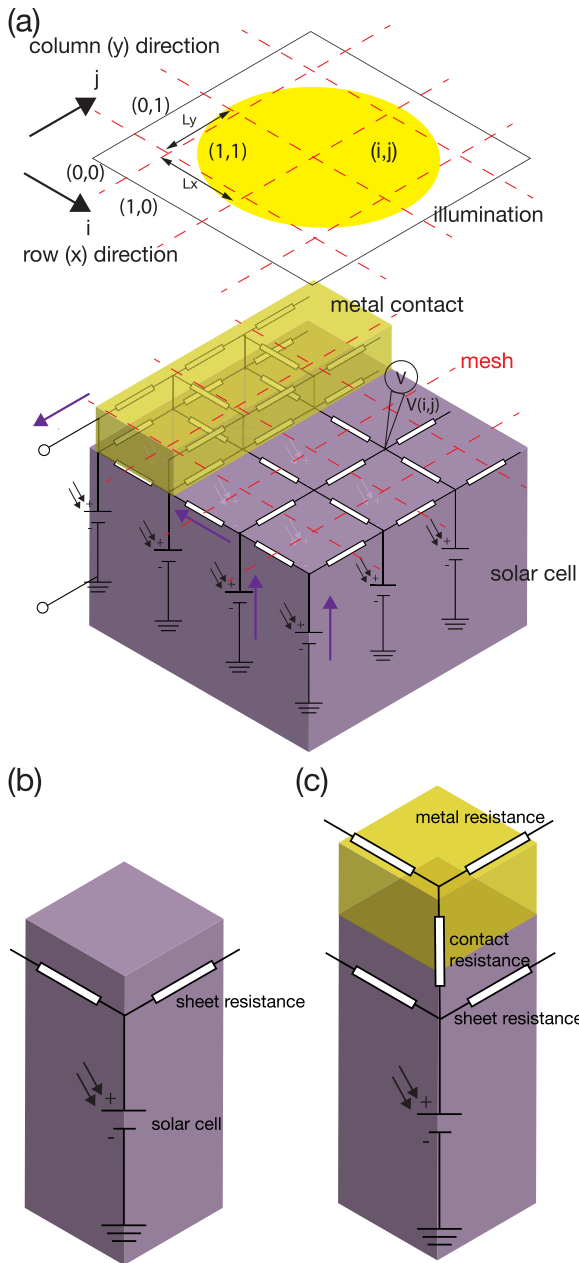 (a)
column (y) direction
j
(0,1)
Ly
(1,1)
(i,j)
(0,0)
Lx
(1,0)
i
illumination
row (x) direction
metal contact
mesh
V
V(i,j)
+
+
+
+
+
+
+
+
+
-
-
-
-
-
-
solar cell
(b)
(c)
metal resistance
contact
resistance
sheet resistance
sheet resistance
+
-
solar cell
+
-